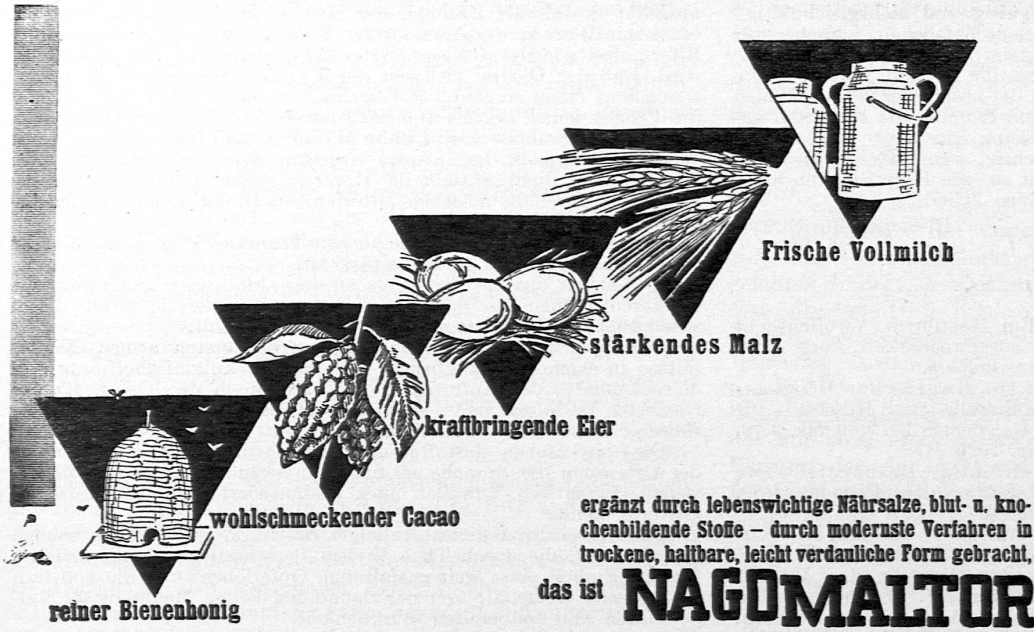 Frische Vollmilch
stärkendes Malz
kraftbringende Eier
wohlschmeckender Cacao
reiner Bienenhonig
ergänzt durch lebenswichtige Nährsalze, blut- u. kno-
chenbildende Stoffe – durch modernste Verfahren in
trockene, haltbare, leicht verdauliche Form gebracht,
das ist NAGOMALTOR